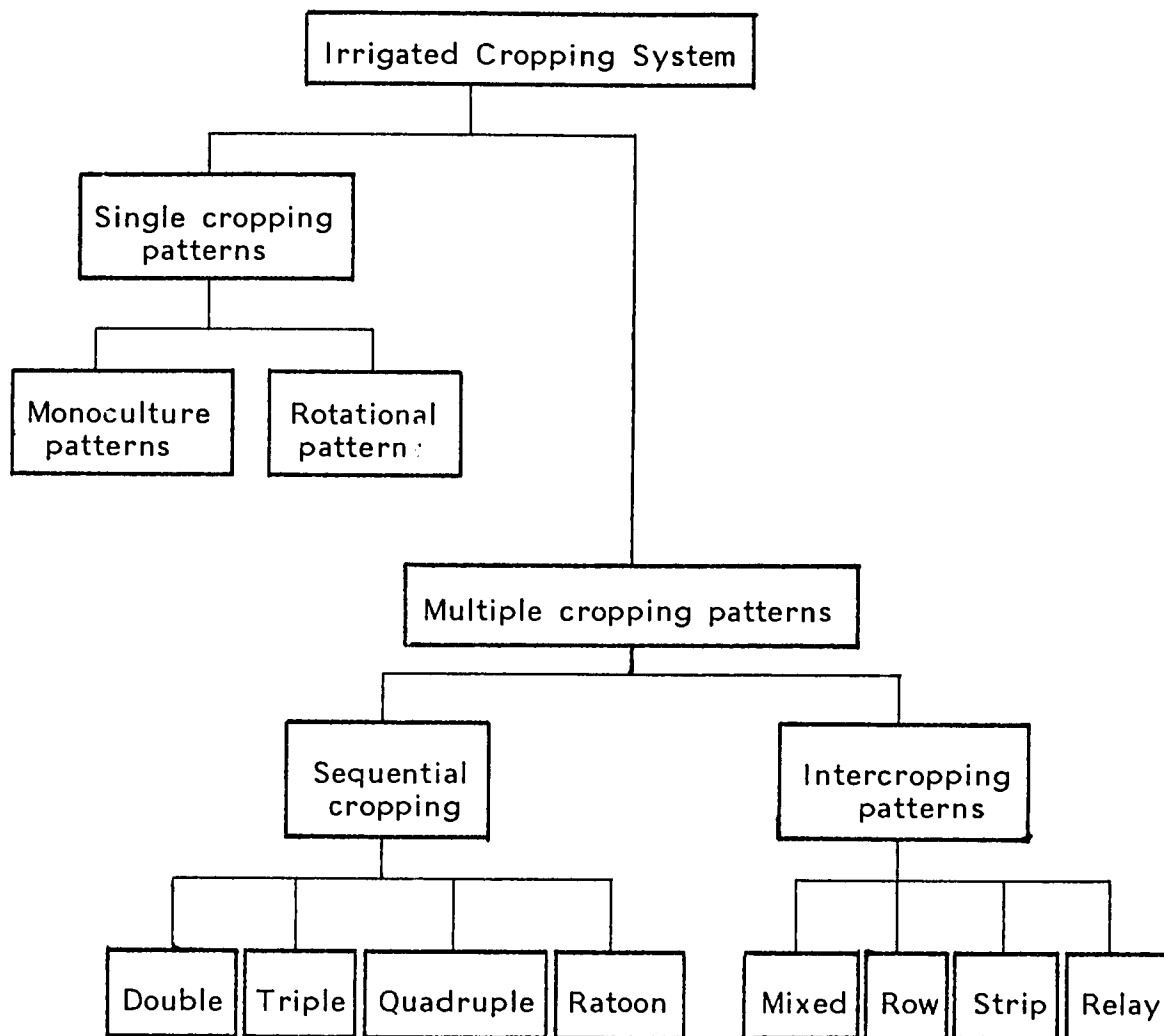 Irrigated Cropping System
Single cropping
patterns
Monoculture
patterns
Rotational
pattern:
Multiple cropping patterns
Sequential
cropping
Intercropping
patterns
Double
Triple
Quadruple
Ratoon
Mixed
Row
Strip
Relay